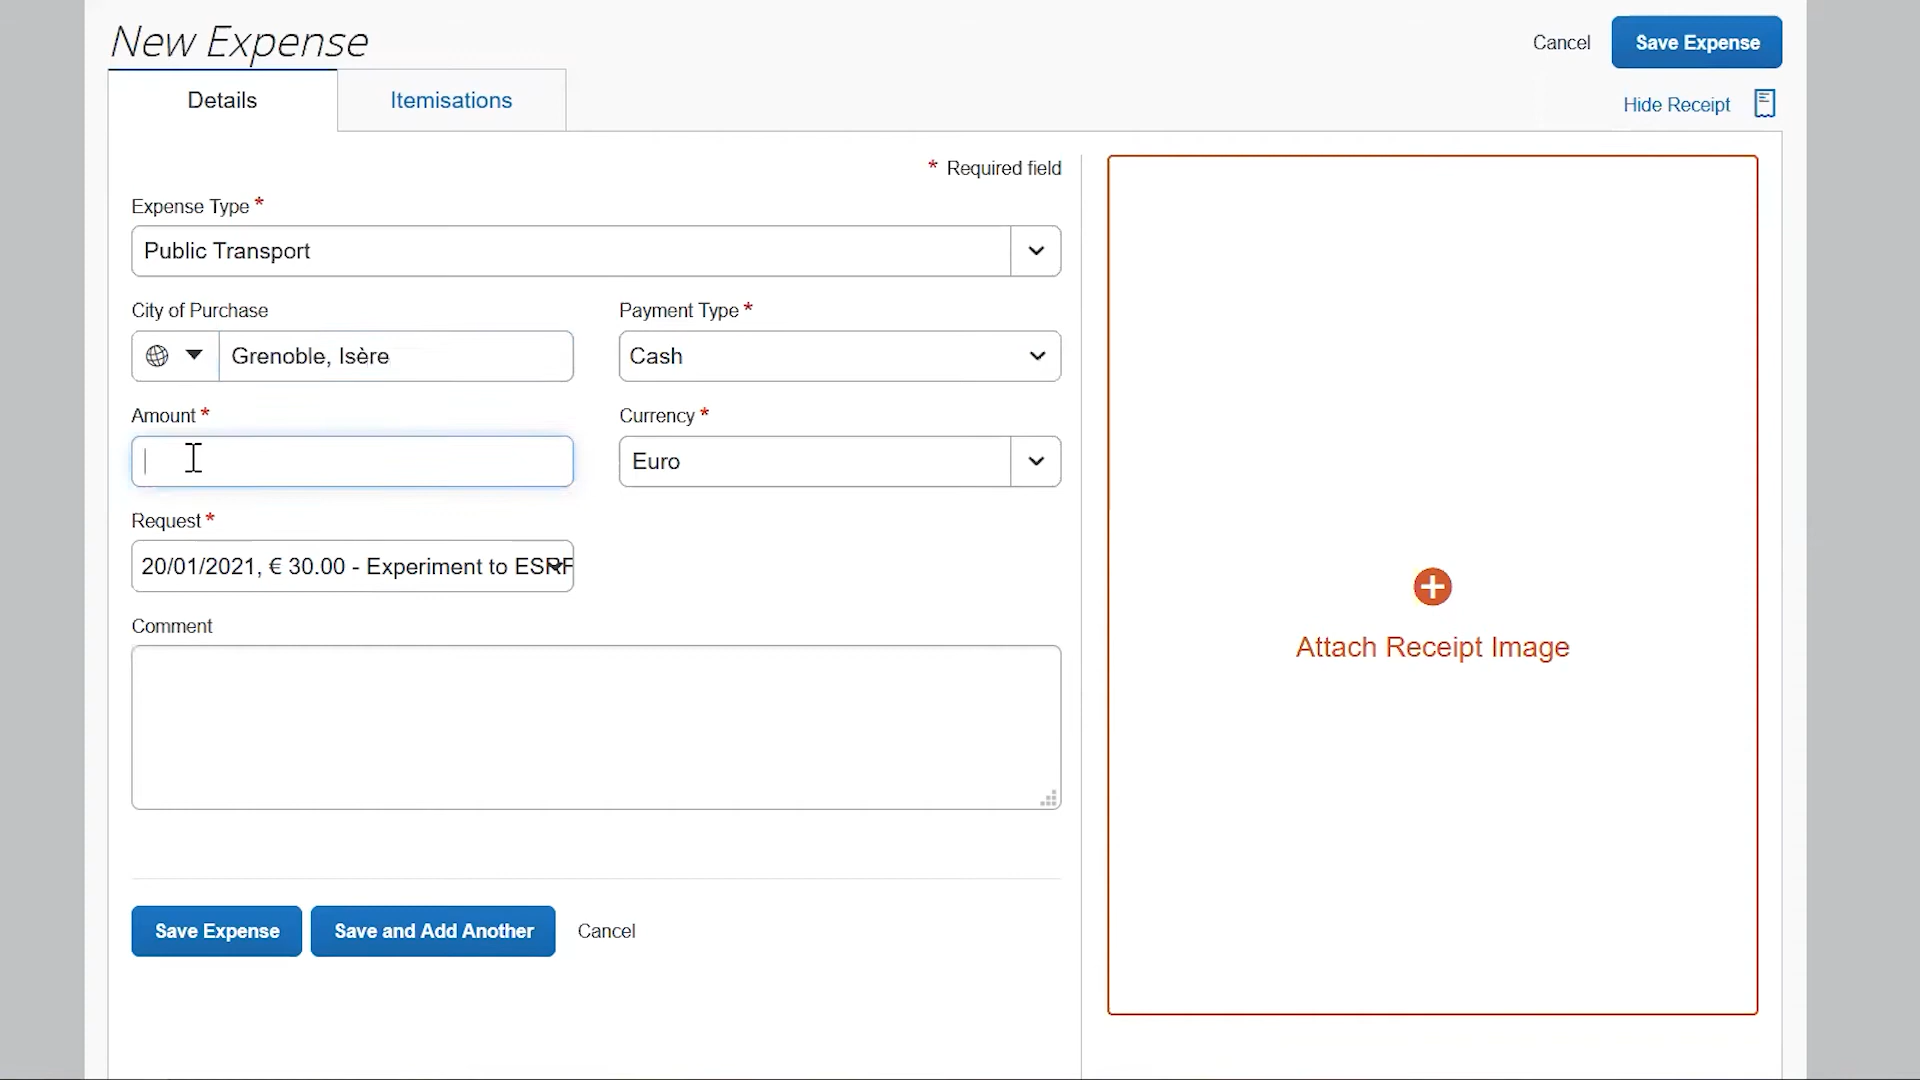 New Expense
Cancel
Save Expense
Details
Itemisations
Hide Receipt
* Required field
Expense Type *
Public Transport
City of Purchase
Payment Type *
Grenoble, Isère
Cash
Amount *
Currency *
Euro
Request *
20/01/2021, € 30.00 - Experiment to ESRF
Comment
Attach Receipt Image
Save Expense
Save and Add Another
Cancel